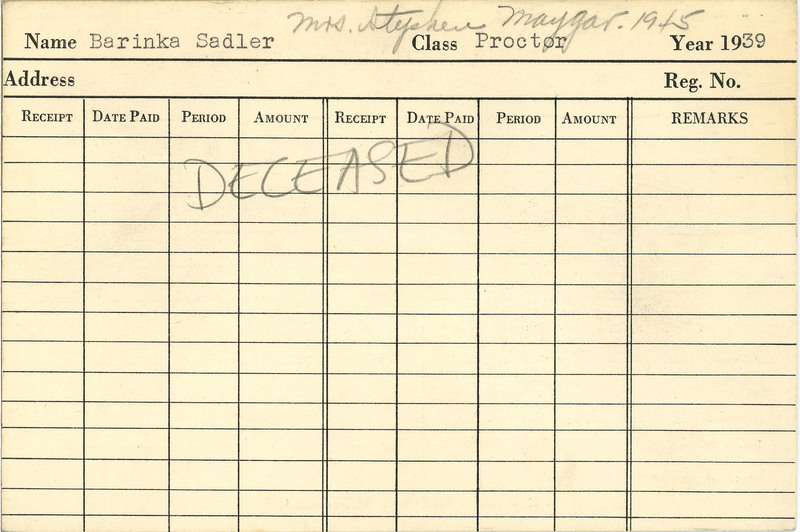 Mrs. Stephen Maygar. 1945
Name Barinka Sadler Class Proctor Year 1939
Address Reg. No.
RECEIPT DATE PAID PERIOD AMOUNT RECEIPT DATE PAID PERIOD AMOUNT REMARKS
DECEASED